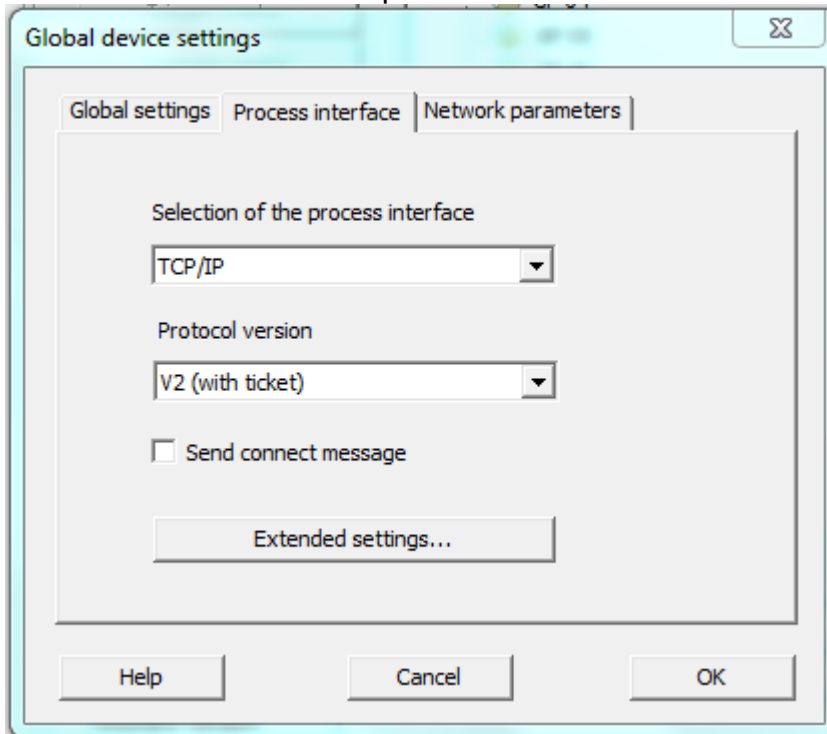 Global device settings
Global settings
Process interface
Network parameters
Selection of the process interface
TCP/IP
Protocol version
V2 (with ticket)
Send connect message
Extended settings...
Help
Cancel
OK